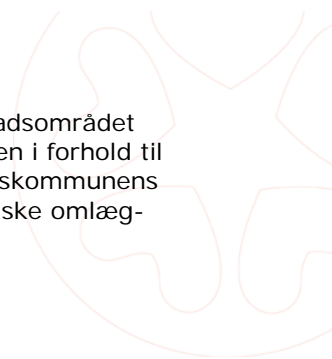 adsområdet
en i forhold til
skommunens
ske omlæg-